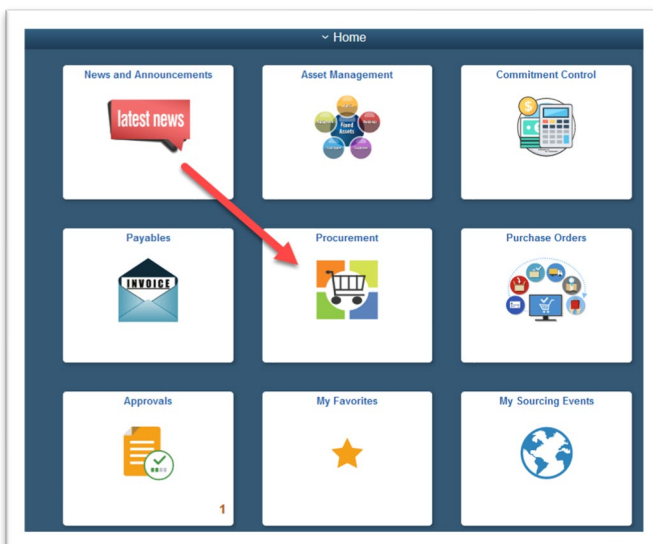 Home
News and Announcements
Asset Management
Commitment Control
latest news
Fixed
Assets
Payables
Procurement
Purchase Orders
INVOICE
Approvals
My Favorites
My Sourcing Events
1